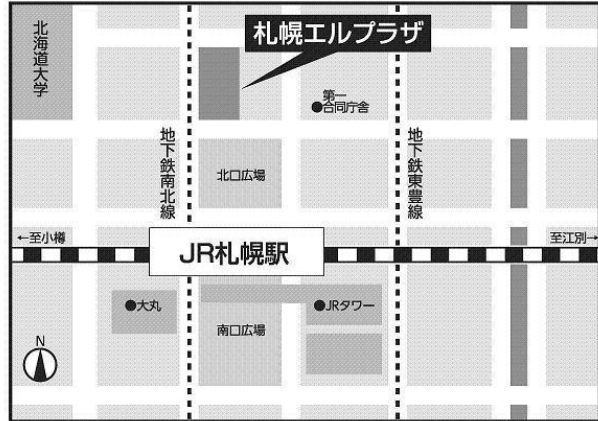 札幌エルプラザ
北海道大学
第一
●合同庁舎
地下鉄南北線
地下鉄東豊線
北口広場
←至小樽
至江別→
JR札幌駅
●大丸
●JRタワー
南口広場
N